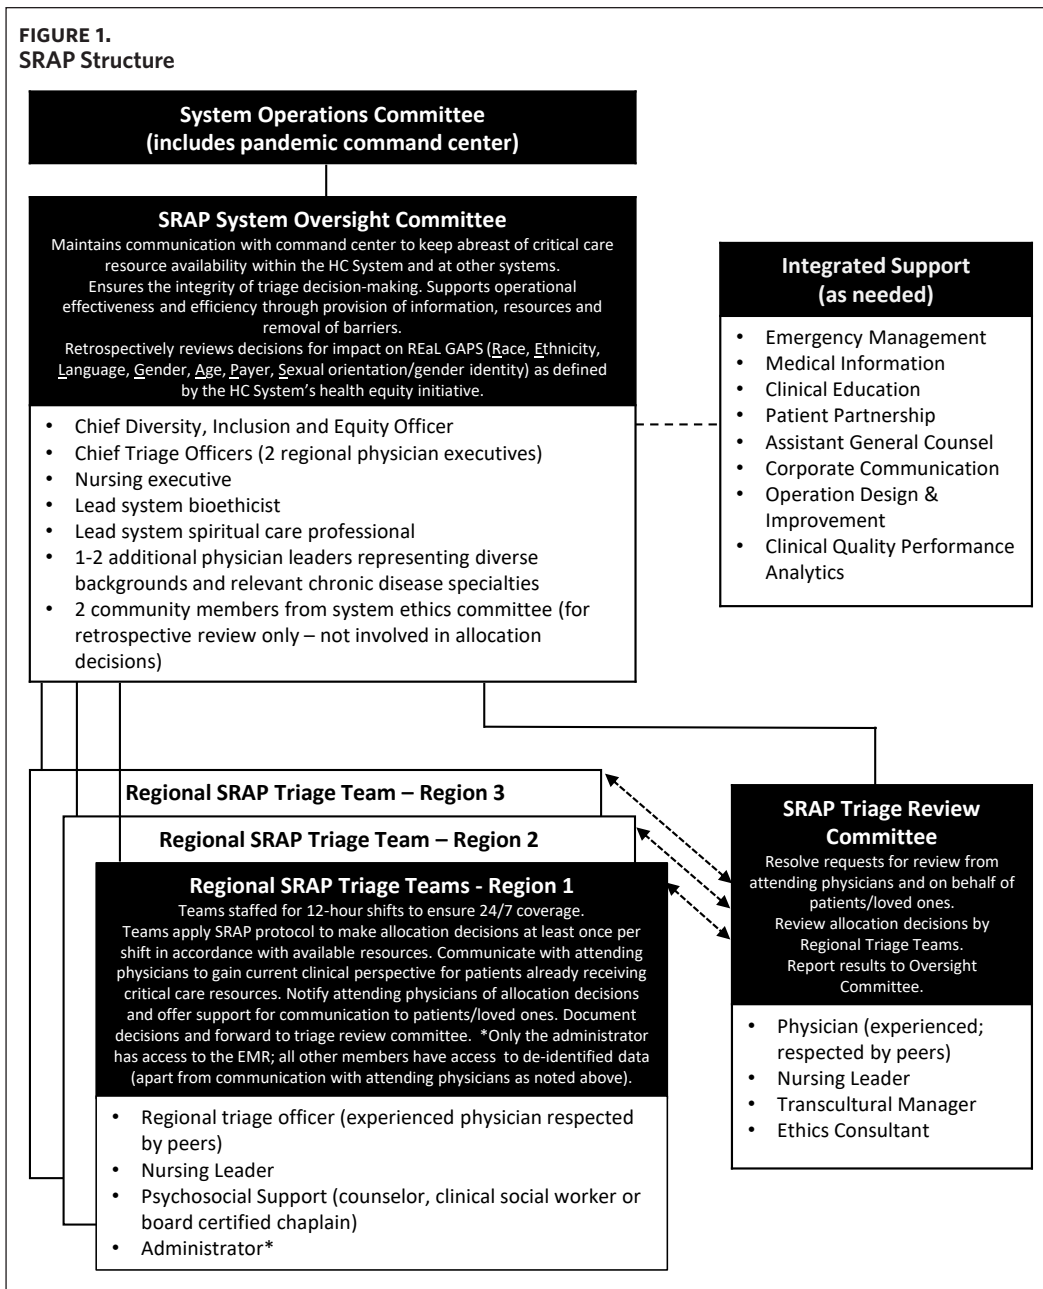 FIGURE 1.
SRAP Structure
System Operations Committee
(includes pandemic command center)
SRAP System Oversight Committee
Maintains communication with command center to keep abreast of critical care
resource availability within the HC System and at other systems.
Ensures the integrity of triage decision-making. Supports operational
effectiveness and efficiency through provision of information, resources and
removal of barriers.
Retrospectively reviews decisions for impact on REaL GAPS (Race, Ethnicity,
Language, Gender, Age, Payer, Sexual orientation/gender identity) as defined
by the HC System's health equity initiative.
• Chief Diversity, Inclusion and Equity Officer
• Chief Triage Officers (2 regional physician executives)
• Nursing executive
• Lead system bioethicist
• Lead system spiritual care professional
• 1-2 additional physician leaders representing diverse
backgrounds and relevant chronic disease specialties
• 2 community members from system ethics committee (for
retrospective review only – not involved in allocation
decisions)
Integrated Support
(as needed)
• Emergency Management
• Medical Information
• Clinical Education
• Patient Partnership
• Assistant General Counsel
• Corporate Communication
• Operation Design &
Improvement
• Clinical Quality Performance
Analytics
Regional SRAP Triage Team – Region 3
Regional SRAP Triage Team – Region 2
Regional SRAP Triage Teams - Region 1
Teams staffed for 12-hour shifts to ensure 24/7 coverage.
Teams apply SRAP protocol to make allocation decisions at least once per
shift in accordance with available resources. Communicate with attending
physicians to gain current clinical perspective for patients already receiving
critical care resources. Notify attending physicians of allocation decisions
and offer support for communication to patients/loved ones. Document
decisions and forward to triage review committee. *Only the administrator
has access to the EMR; all other members have access to de-identified data
(apart from communication with attending physicians as noted above).
• Regional triage officer (experienced physician respected
by peers)
• Nursing Leader
• Psychosocial Support (counselor, clinical social worker or
board certified chaplain)
• Administrator*
SRAP Triage Review
Committee
Resolve requests for review from
attending physicians and on behalf of
patients/loved ones.
Review allocation decisions by
Regional Triage Teams.
Report results to Oversight
Committee.
• Physician (experienced;
respected by peers)
• Nursing Leader
• Transcultural Manager
• Ethics Consultant